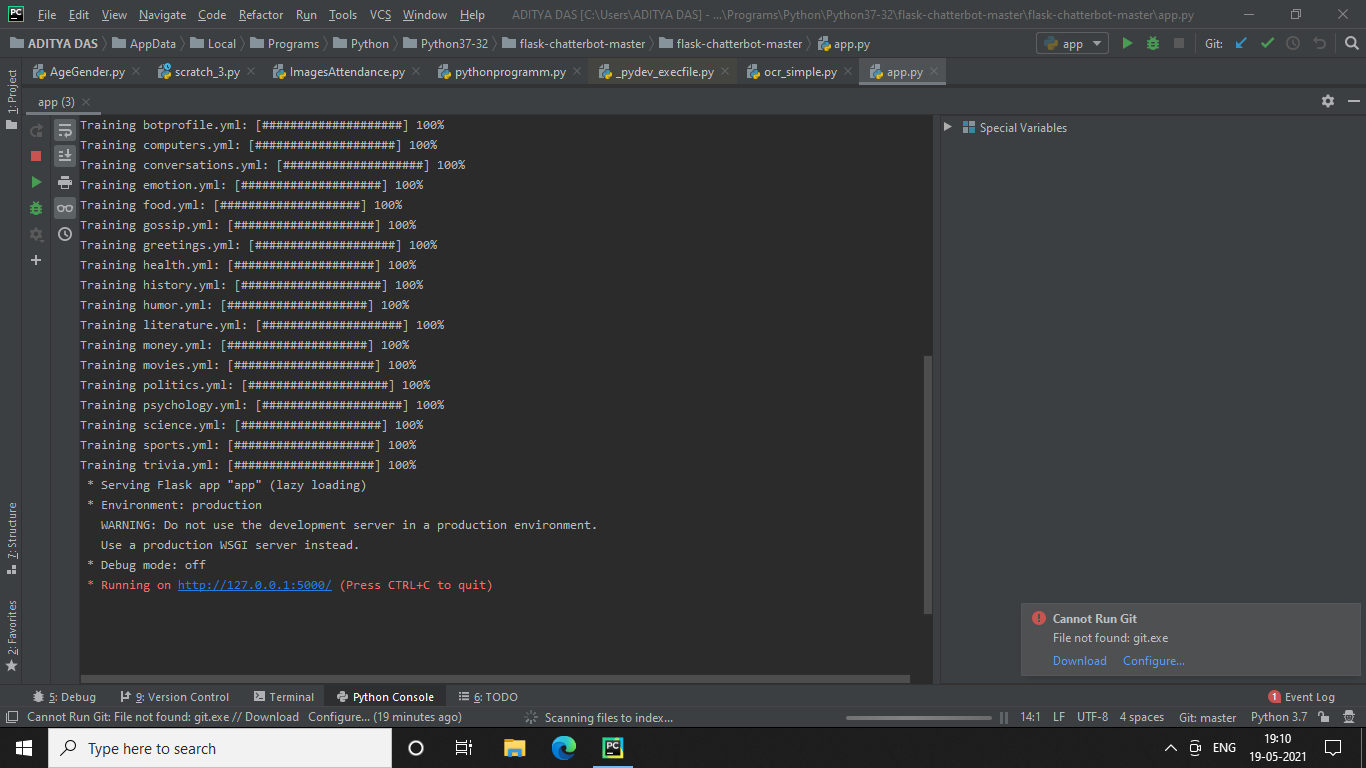 PC File Edit View Navigate Code Refactor Run Tools VCS Window Help ADITYA DAS [C:\Users\ADITYA DAS] - ...\Programs\Python\Python37-32\flask-chatterbot-master\flask-chatterbot-master\app.py
ADITYA DAS AppData Local Programs Python Python37-32 flask-chatterbot-master flask-chatterbot-master app.py app Git:
AgeGender.py scratch_3.py ImagesAttendance.py pythonprogramm.py _pydev_execfile.py ocr_simple.py app.py
1: Project
app (3)
Training botprofile.yml: [####################] 100%
Training computers.yml: [####################] 100%
Training conversations.yml: [####################] 100%
Training emotion.yml: [####################] 100%
Training food.yml: [####################] 100%
Training gossip.yml: [####################] 100%
Training greetings.yml: [####################] 100%
Training health.yml: [####################] 100%
Training history.yml: [####################] 100%
Training humor.yml: [####################] 100%
Training literature.yml: [####################] 100%
Training money.yml: [####################] 100%
Training movies.yml: [####################] 100%
Training politics.yml: [####################] 100%
Training psychology.yml: [####################] 100%
Training science.yml: [####################] 100%
Training sports.yml: [####################] 100%
Training trivia.yml: [####################] 100%
* Serving Flask app "app" (lazy loading)
* Environment: production
WARNING: Do not use the development server in a production environment.
Use a production WSGI server instead.
* Debug mode: off
* Running on http://127.0.0.1:5000/ (Press CTRL+C to quit)
Special Variables
7: Structure
2: Favorites
Cannot Run Git
File not found: git.exe
Download Configure...
5: Debug 9: Version Control Terminal Python Console 6: TODO 1 Event Log
Cannot Run Git: File not found: git.exe // Download Configure... (19 minutes ago) Scanning files to index... 14:1 LF UTF-8 4 spaces Git: master Python 3.7
Type here to search PC ENG 19:10
19-05-2021